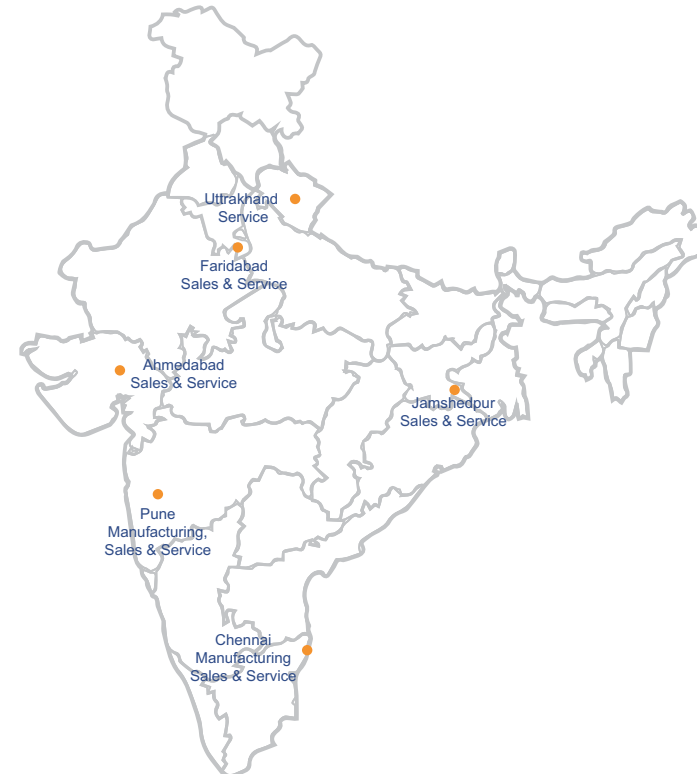 Uttrakhand
Service
Faridabad
Sales & Service
Ahmedabad
Sales & Service
Jamshedpur
Sales & Service
Pune
Manufacturing,
Sales & Service
Chennai
Manufacturing
Sales & Service